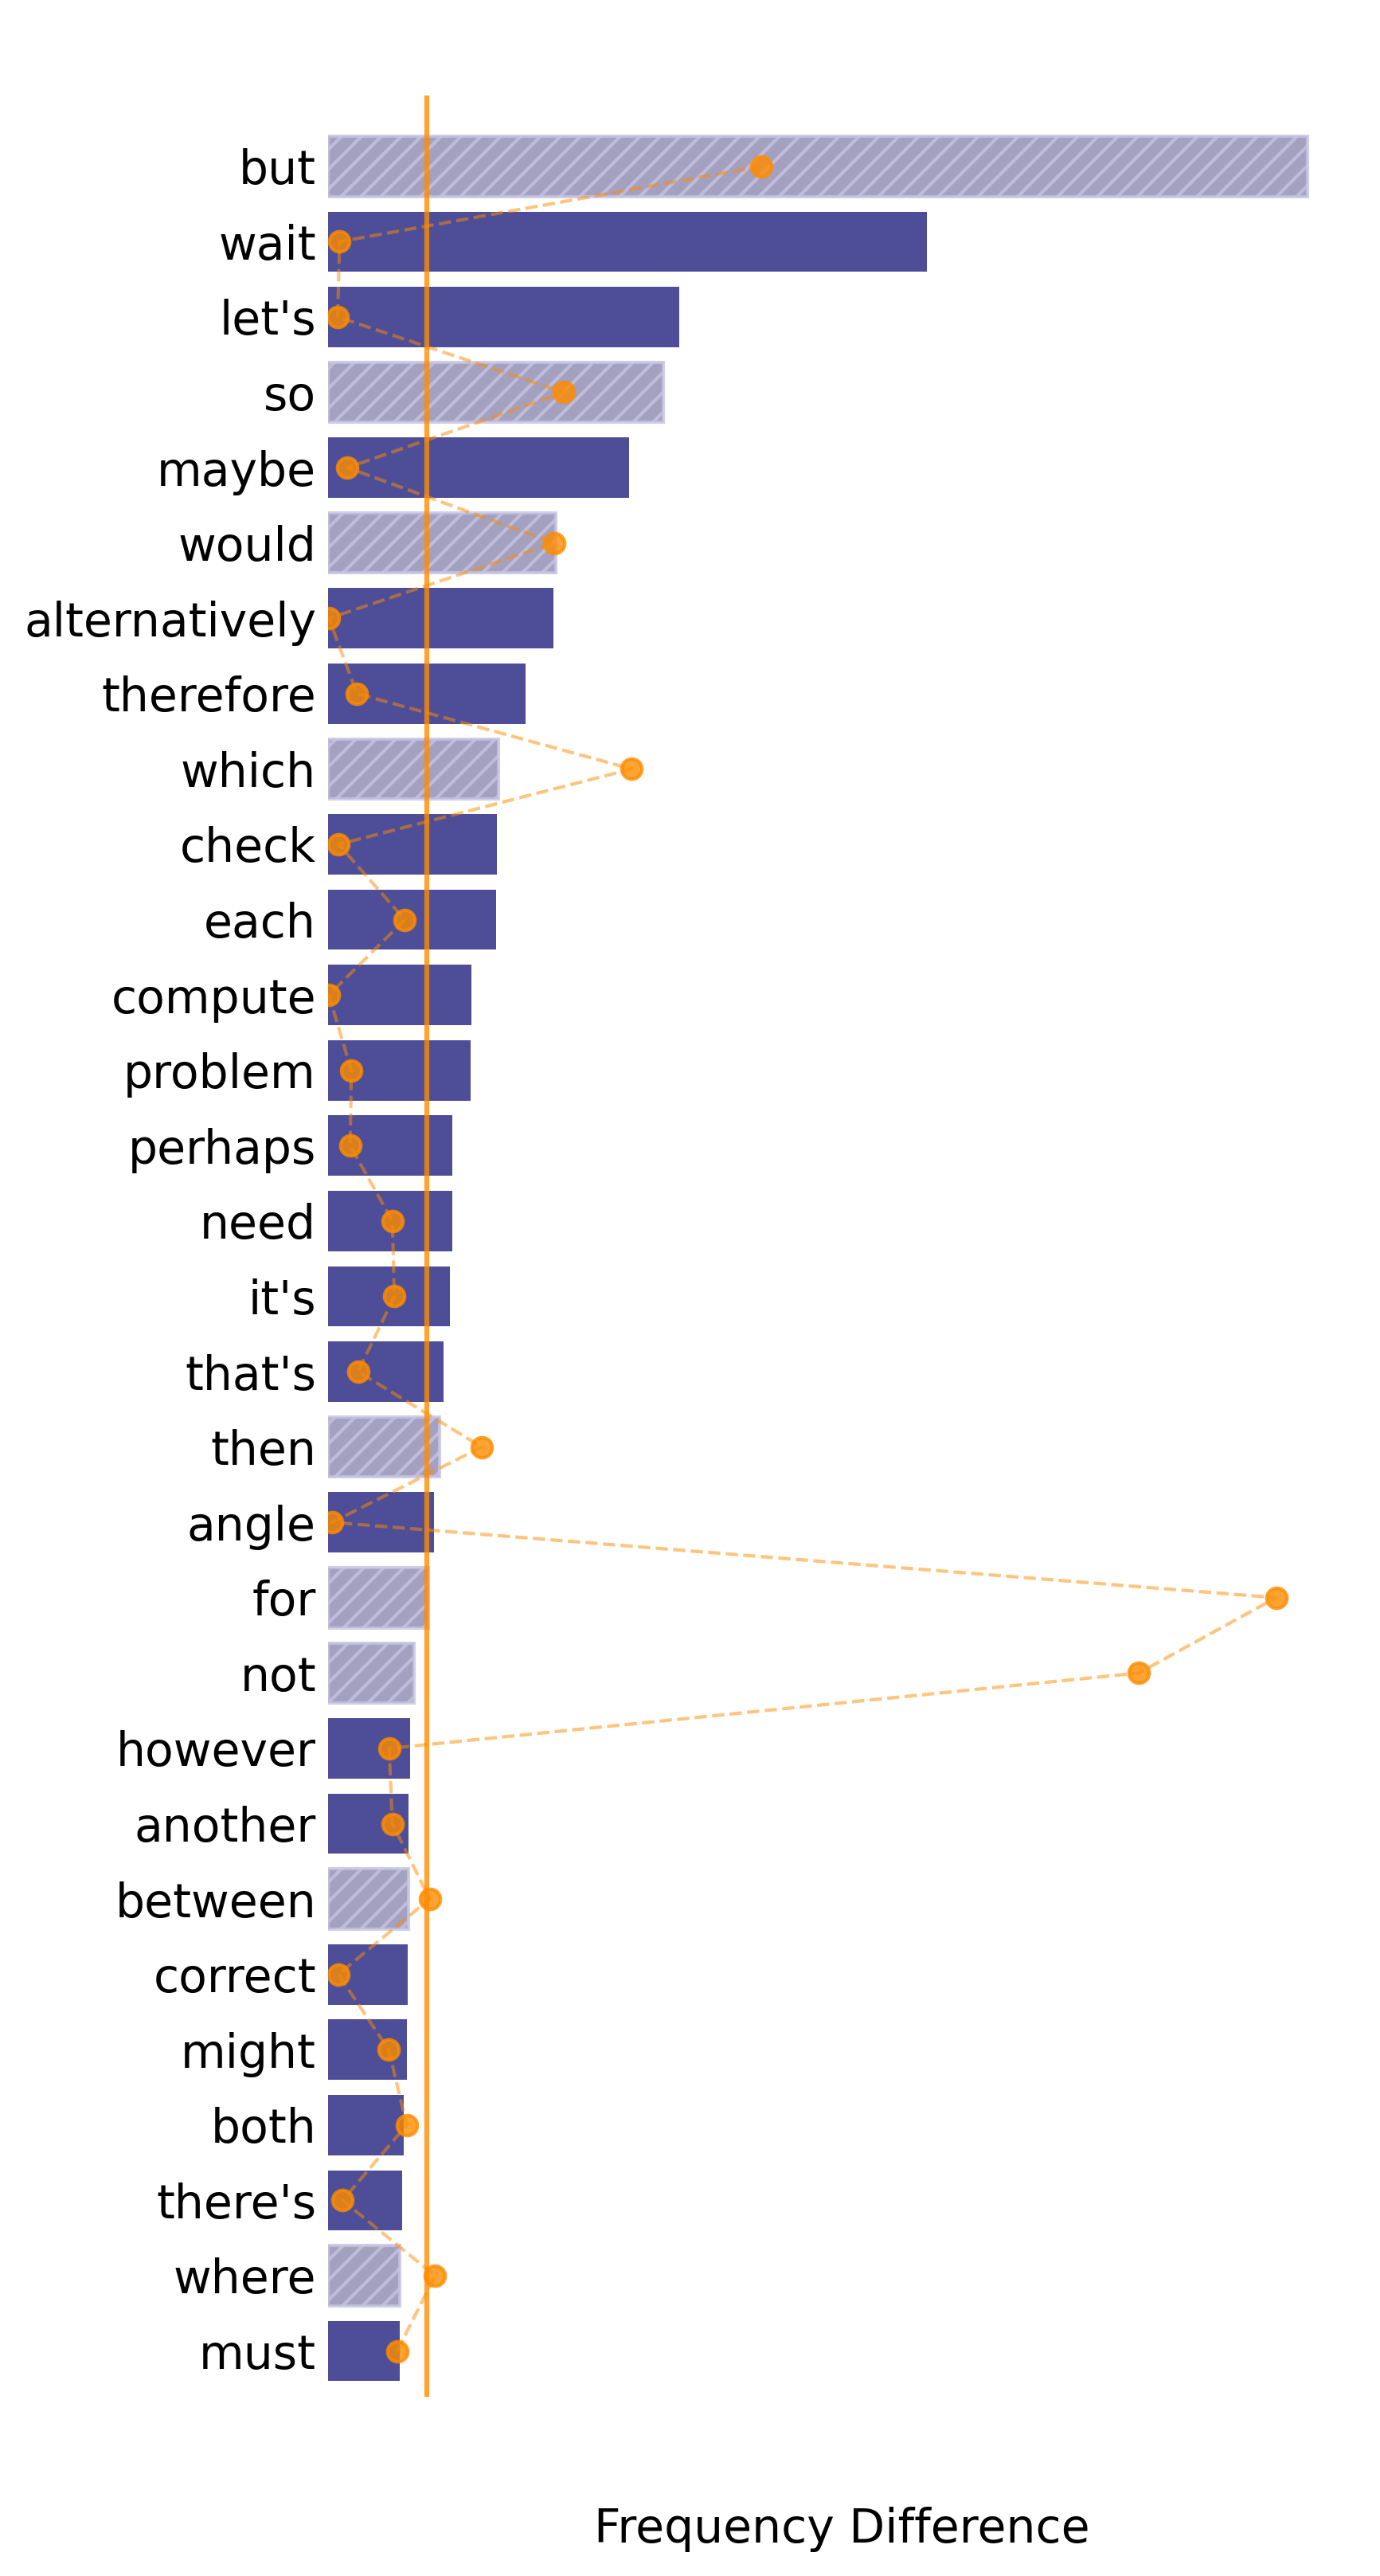 but
wait
let's
so
maybe
would
alternatively
therefore
which
check
each
compute
problem
perhaps
need
it's
that's
then
angle
for
not
however
another
between
correct
might
both
there's
where
must
Frequency Difference